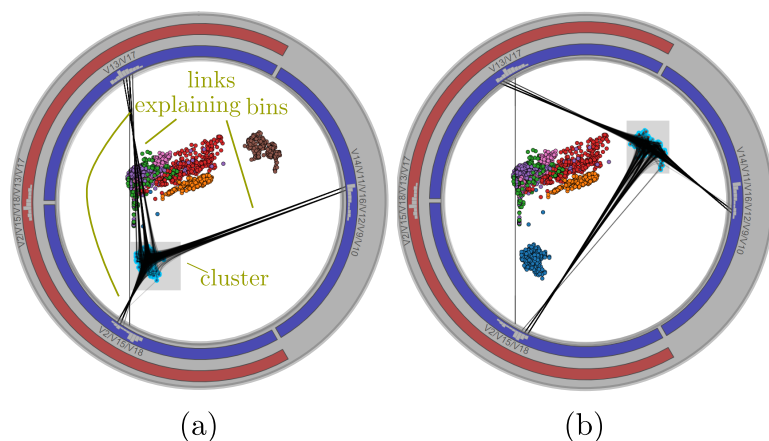 V13/V17
links
explaining bins
V2/V15/V18/V13/V17
V14/V11/V16/V12/V9/V10
cluster
V2/V15/V18
(a)
V13/V17
V2/V15/V18/V13/V17
V14/V11/V16/V12/V9/V10
V2/V15/V18
(b)